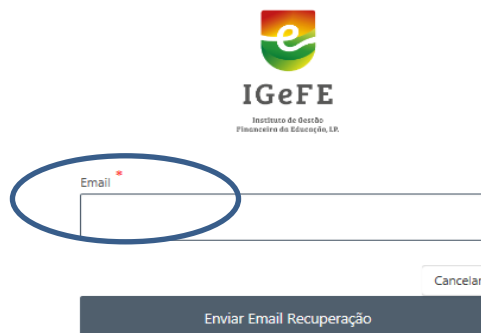 IGeFE
Instituto de Gestão
Financeira da Educação, I.P.
Email *
Cancelar
Enviar Email Recuperação